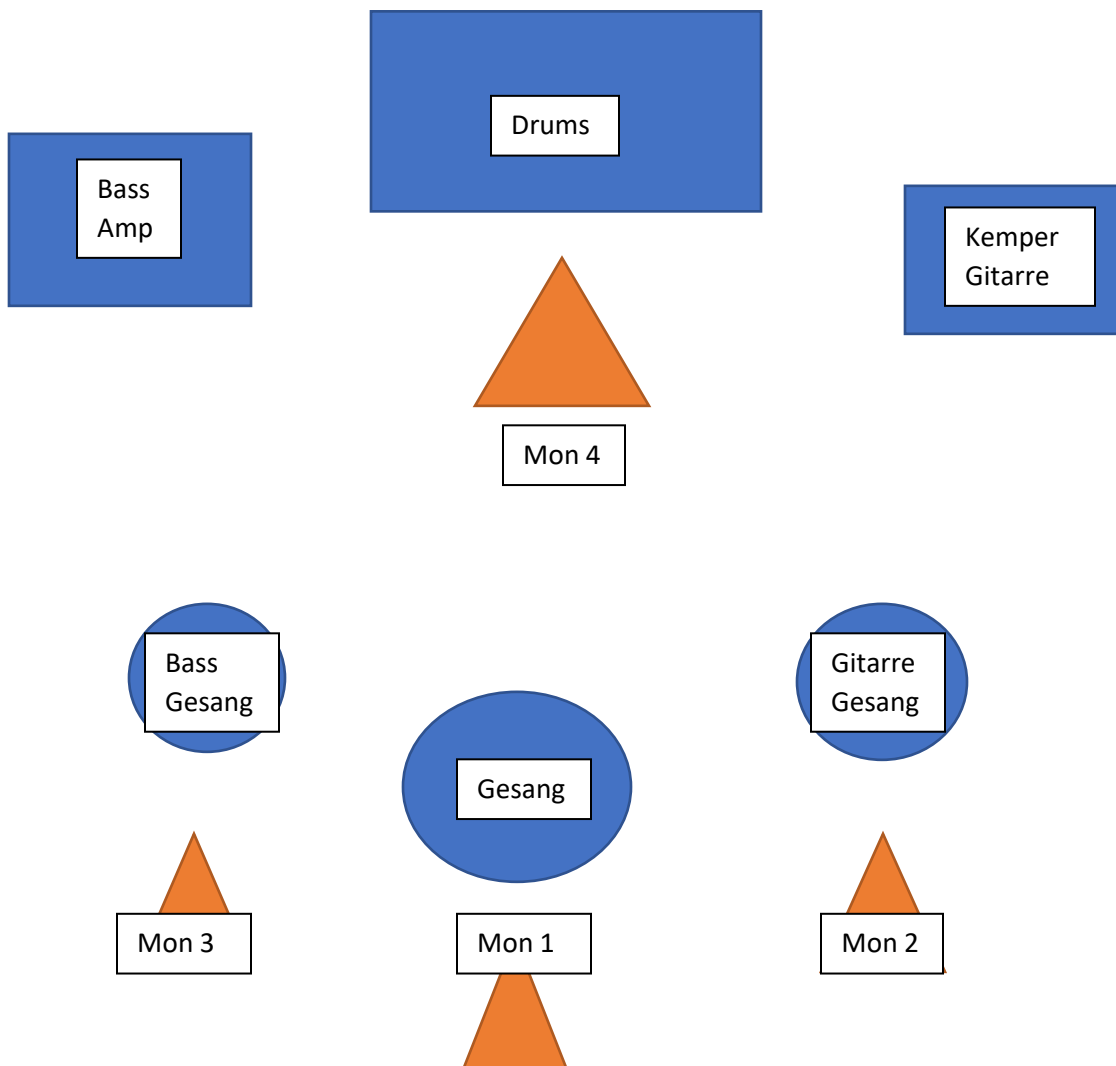 Drums
Bass
Amp
Kemper
Gitarre
Mon 4
Bass
Gesang
Gitarre
Gesang
Gesang
Mon 3
Mon 1
Mon 2